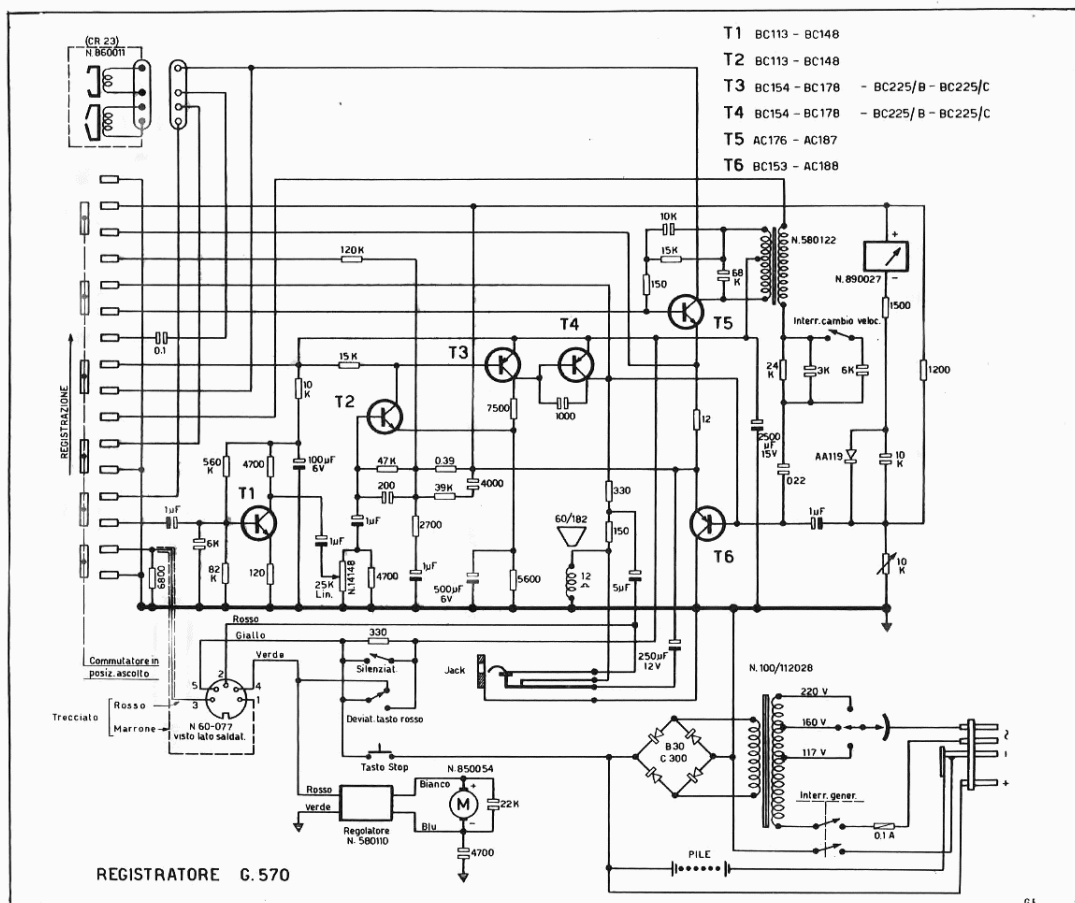 (CR 23)
N.860011
T1 BC113 - BC148
T2 BC113 - BC148
T3 BC154 - BC178 - BC225/B - BC225/C
T4 BC154 - BC178 - BC225/B - BC225/C
T5 AC176 - AC187
T6 BC153 - AC188
10K
120K
15K
150
68
K
N.580122
+
-
N.890027
1500
T5
Interr.cambio veloc.
0.1
T3
T4
15K
24
K
3K
6K
1200
REGISTRAZIONE
10
K
T2
7500
1000
12
2500
µF
15V
560
K
4700
100µF
6V
47K
0.39
AA119
10
K
T1
200
39K
4000
330
022
1µF
1µF
60/182
150
1µF
6K
1µF
2700
T6
82
K
120
25K
Lin.
N.14148
4700
1µF
500µF
6V
5600
12
Ω
5µF
10
K
6800
Rosso
Giallo
330
Verde
250µF
12V
Commutatore in
posiz.ascolto
2
Silenziat.
Jack
N.100/112028
5
4
220 V
Rosso
3
1
Trecciato
160 V
Marrone
N 60-077
visto lato saldat.
Deviat.tasto rosso
117 V
B30
C 300
~
-
+
Tasto Stop
N.850054
Rosso
Bianco
+
Interr. gener.
verde
M
22K
-
Blu
Regolatore
N. 580110
4700
0.1 A
PILE
REGISTRATORE G.570
G.F.